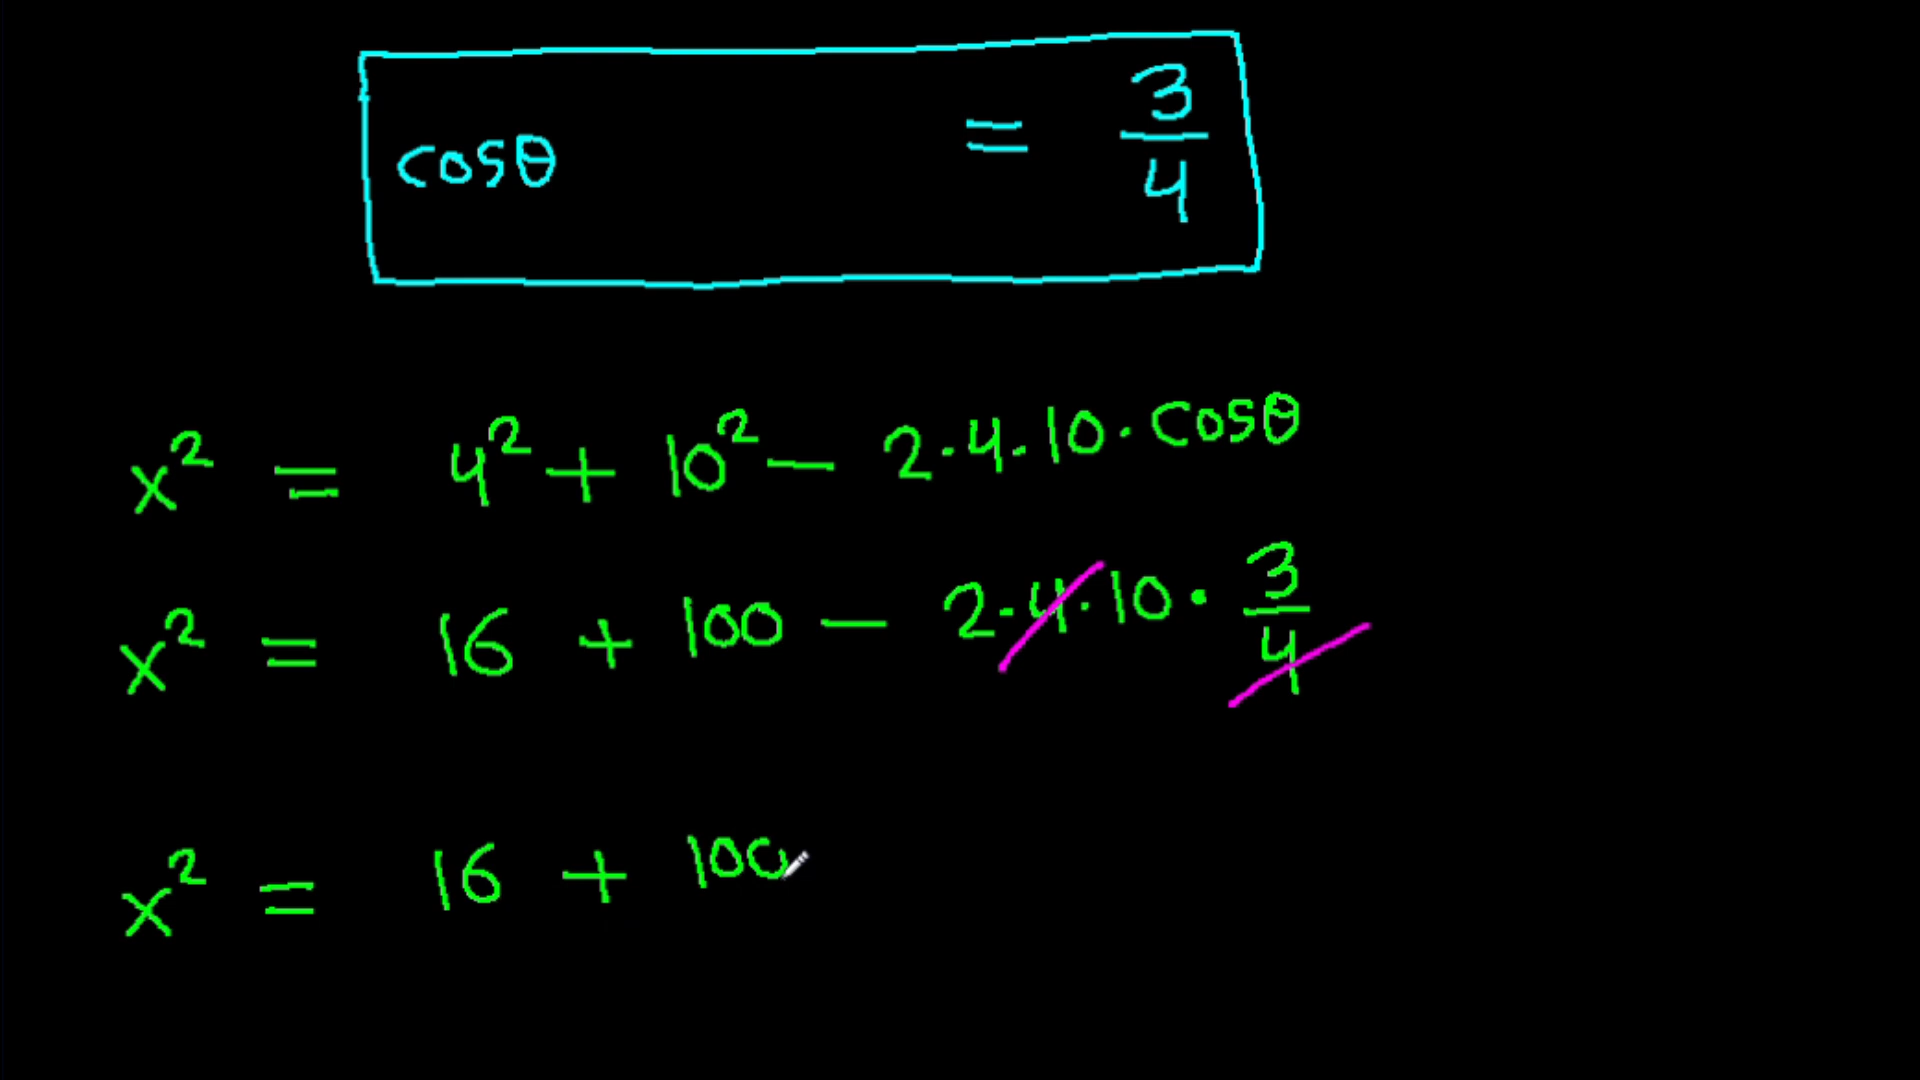 cosθ = 3/4
x² = 4² + 10² − 2·4·10·cosθ
x² = 16 + 100 − 2·4·10·3/4
x² = 16 + 100